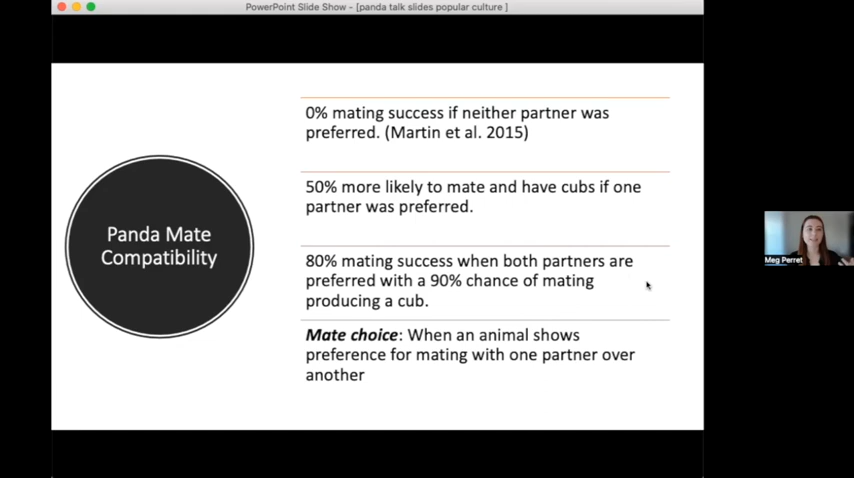 PowerPoint Slide Show - [panda talk slides popular culture ]
Panda Mate
Compatibility
0% mating success if neither partner was
preferred. (Martin et al. 2015)
50% more likely to mate and have cubs if one
partner was preferred.
80% mating success when both partners are
preferred with a 90% chance of mating
producing a cub.
Mate choice: When an animal shows
preference for mating with one partner over
another
Meg Perret